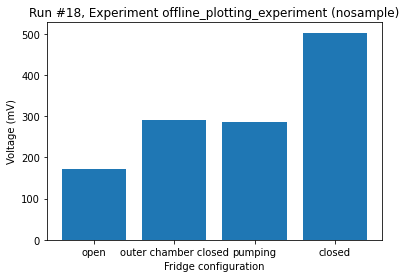 Run #18, Experiment offline_plotting_experiment (nosample)
500
400
300
200
100
0
Voltage (mV)
open outer chamber closed pumping closed
Fridge configuration